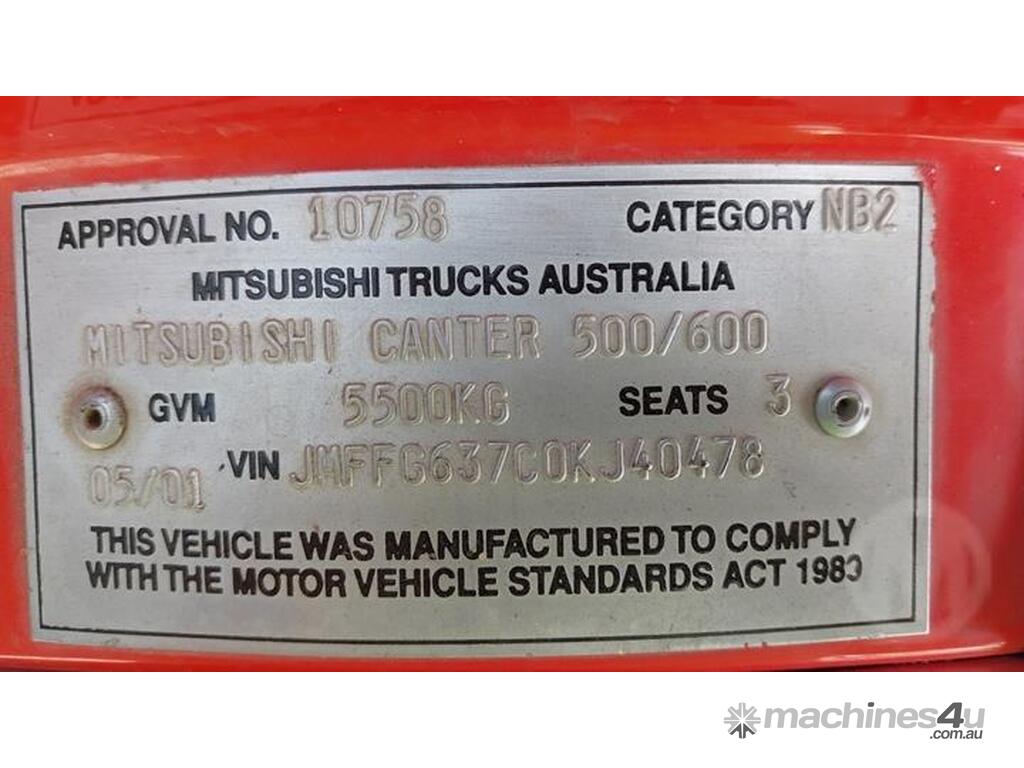 APPROVAL NO. 10758 CATEGORY NB2
MITSUBISHI TRUCKS AUSTRALIA
MITSUBISHI CANTER 500/600
GVM 5500KG SEATS 3
05/01 VIN JMFFG637C0KJ40478
THIS VEHICLE WAS MANUFACTURED TO COMPLY
WITH THE MOTOR VEHICLE STANDARDS ACT 1989
machines4u
.com.au